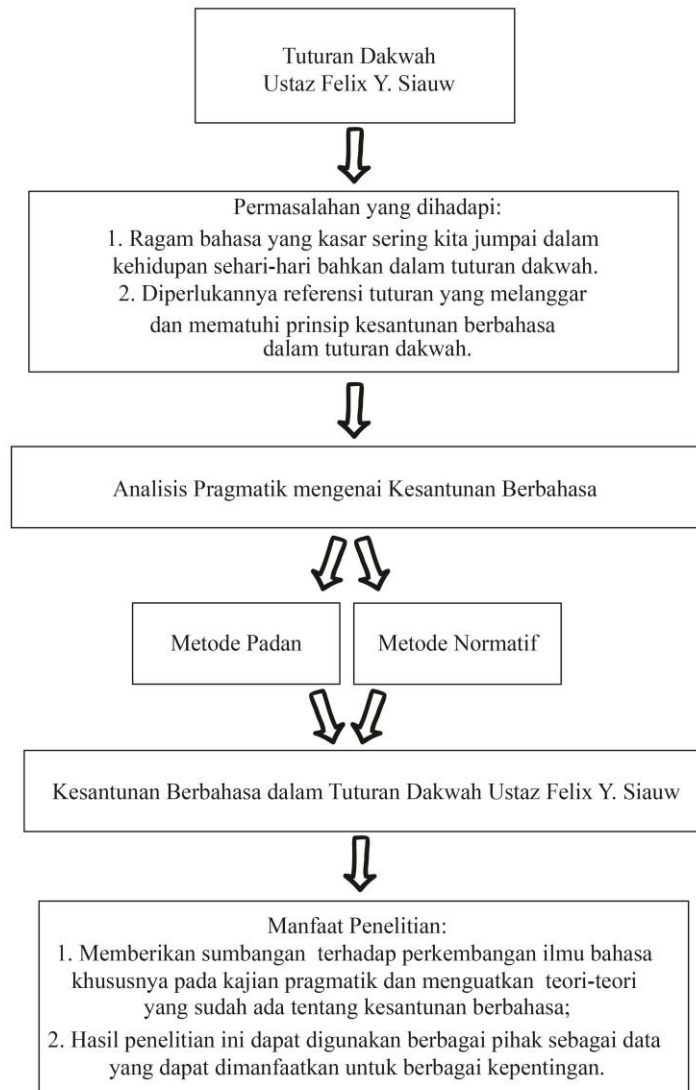 Tuturan Dakwah
Ustaz Felix Y. Siauw
Permasalahan yang dihadapi:
1. Ragam bahasa yang kasar sering kita jumpai dalam
kehidupan sehari-hari bahkan dalam tuturan dakwah.
2. Diperlukannya referensi tuturan yang melanggar
dan mematuhi prinsip kesantunan berbahasa
dalam tuturan dakwah.
Analisis Pragmatik mengenai Kesantunan Berbahasa
Metode Padan
Metode Normatif
Kesantunan Berbahasa dalam Tuturan Dakwah Ustaz Felix Y. Siauw
Manfaat Penelitian:
1. Memberikan sumbangan terhadap perkembangan ilmu bahasa
khususnya pada kajian pragmatik dan menguatkan teori-teori
yang sudah ada tentang kesantunan berbahasa;
2. Hasil penelitian ini dapat digunakan berbagai pihak sebagai data
yang dapat dimanfaatkan untuk berbagai kepentingan.